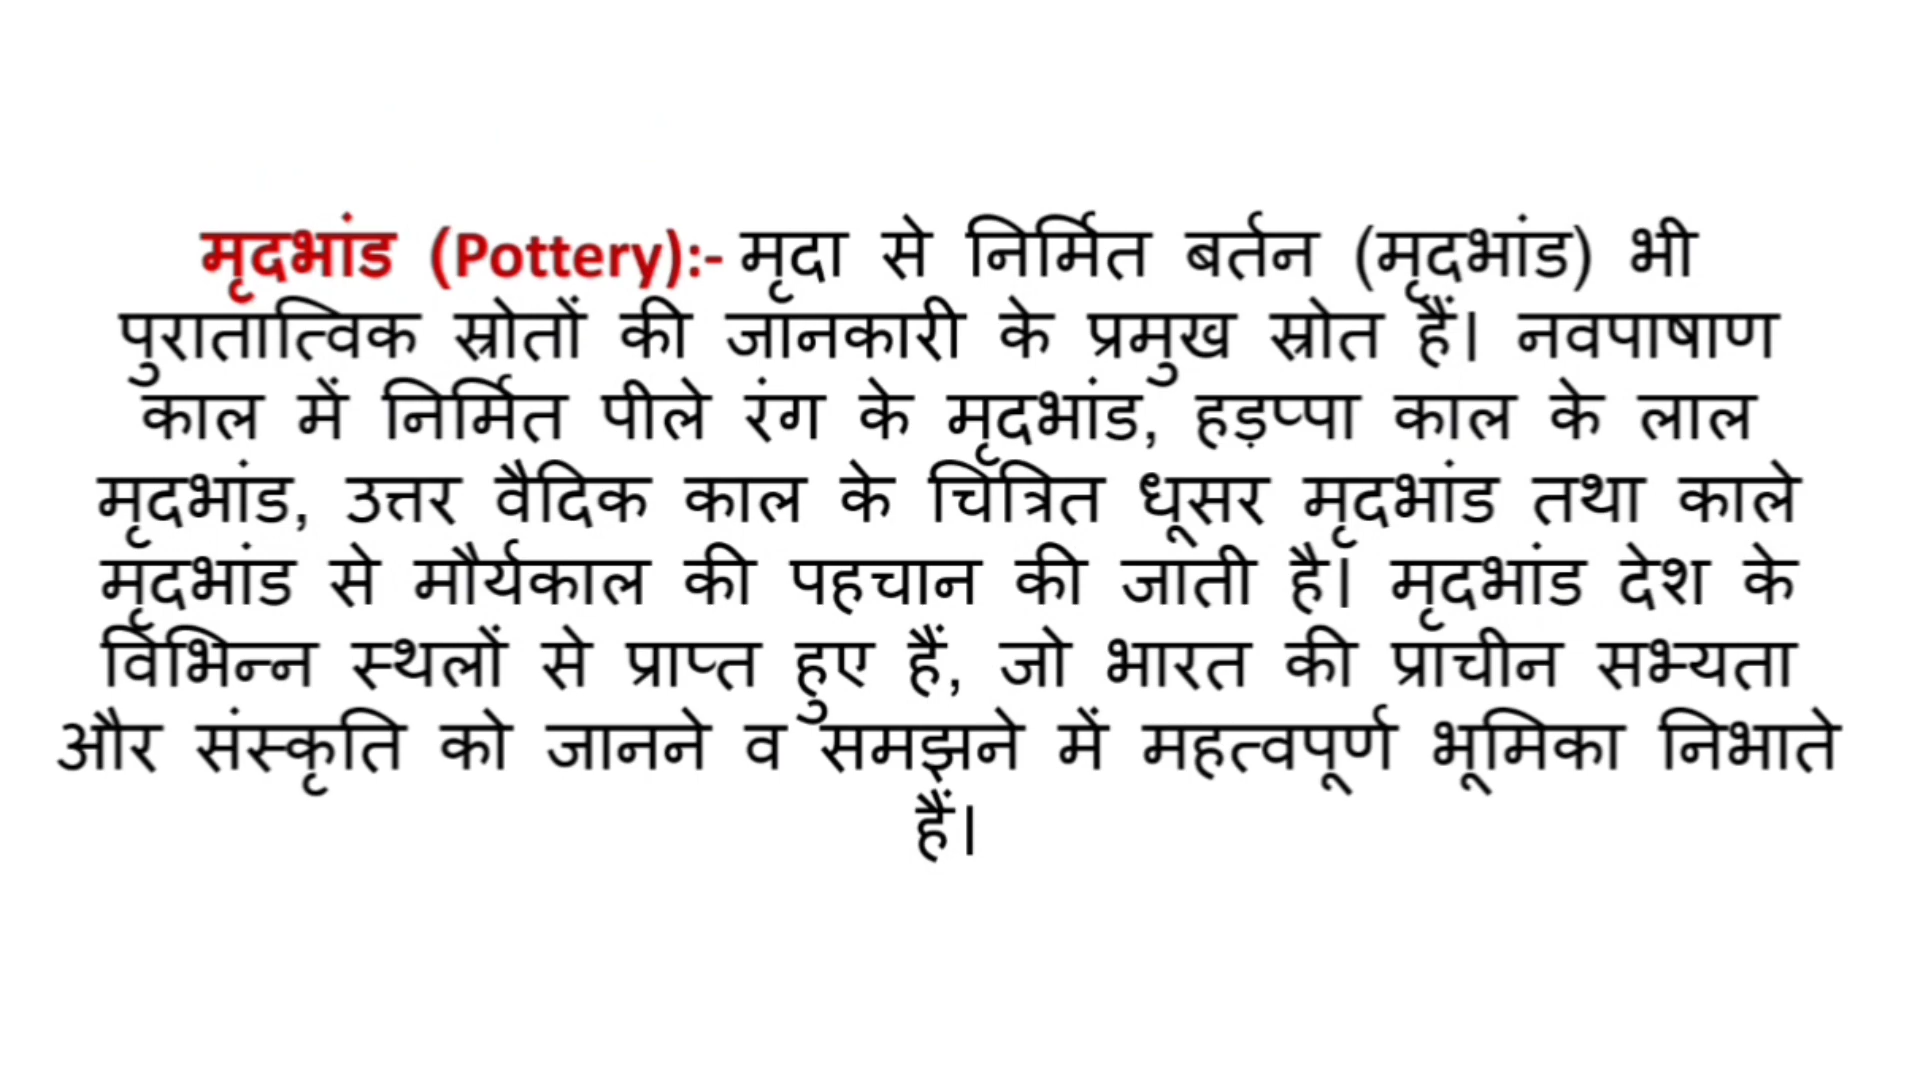 मृदभांड (Pottery):- मृदा से निर्मित बर्तन (मृदभांड) भी
पुरातात्विक स्रोतों की जानकारी के प्रमुख स्रोत हैं। नवपाषाण
काल में निर्मित पीले रंग के मृदभांड, हड़प्पा काल के लाल
मृदभांड, उत्तर वैदिक काल के चित्रित धूसर मृदभांड तथा काले
मृदभांड से मौर्यकाल की पहचान की जाती है। मृदभांड देश के
विभिन्न स्थलों से प्राप्त हुए हैं, जो भारत की प्राचीन सभ्यता
और संस्कृति को जानने व समझने में महत्वपूर्ण भूमिका निभाते
हैं।